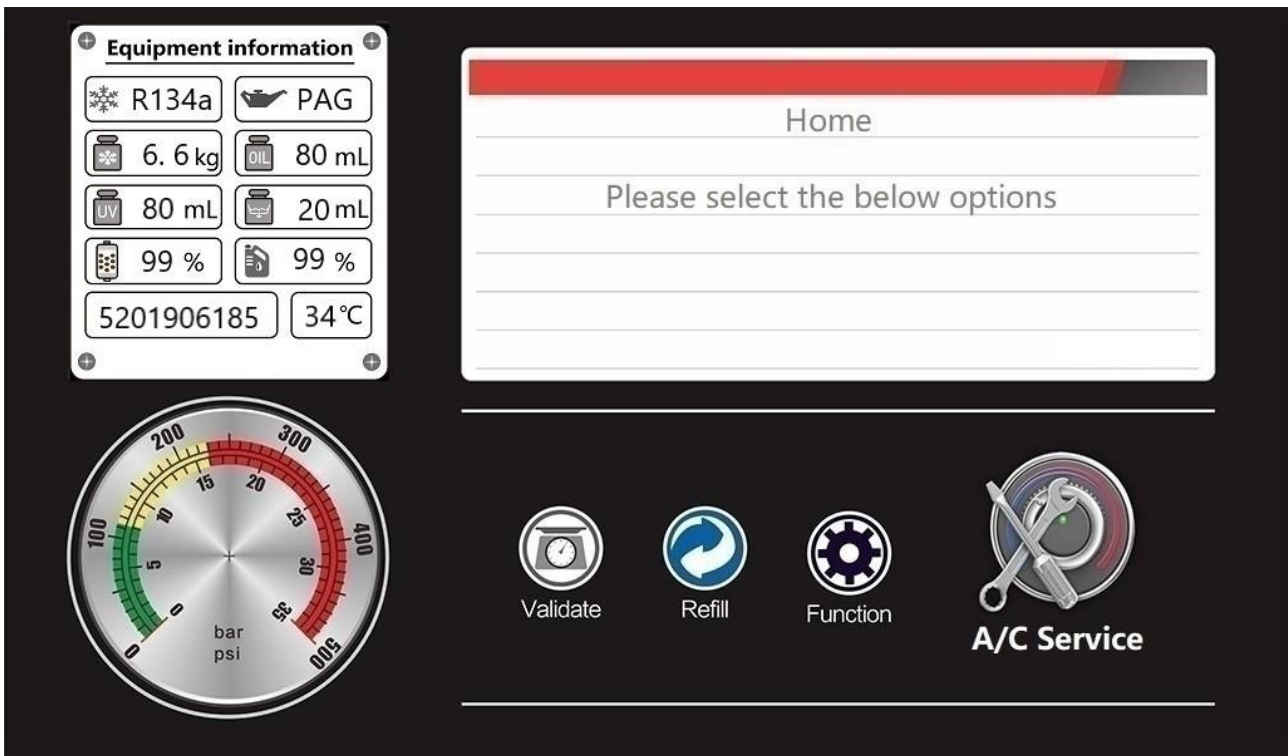 Equipment information
R134a PAG
6. 6 kg OIL 80 mL
UV 80 mL 20 mL
99 % 99 %
5201906185 34℃
Home
Please select the below options
0 100 200 300 400 500
0 5 10 15 20 25 30 35
bar
psi
Validate
Refill
Function
A/C Service